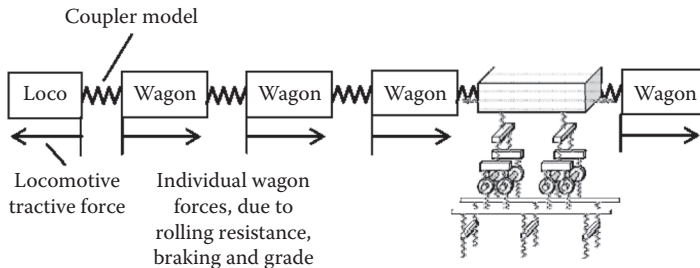 Coupler model
Loco
Wagon
Wagon
Wagon
Wagon
Locomotive
tractive force
Individual wagon
forces, due to
rolling resistance,
braking and grade